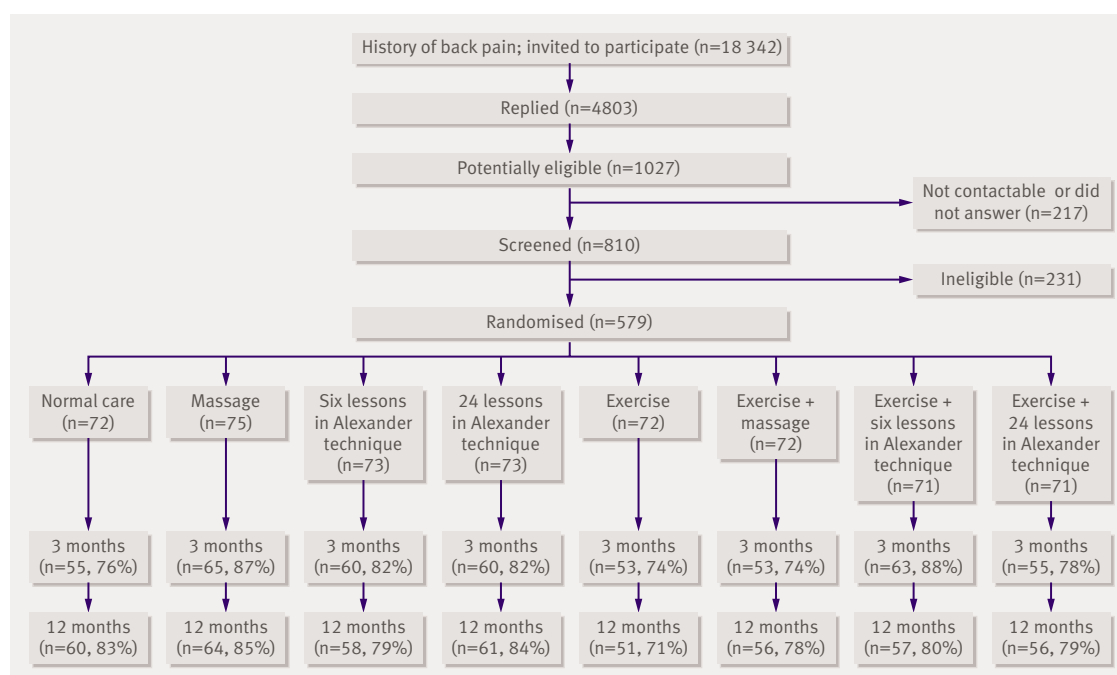 History of back pain; invited to participate (n=18 342)
Replied (n=4803)
Potentially eligible (n=1027)
Not contactable or did
not answer (n=217)
Screened (n=810)
Ineligible (n=231)
Randomised (n=579)
Normal care
(n=72)
Massage
(n=75)
Six lessons
in Alexander
technique
(n=73)
24 lessons
in Alexander
technique
(n=73)
Exercise
(n=72)
Exercise +
massage
(n=72)
Exercise +
six lessons
in Alexander
technique
(n=71)
Exercise +
24 lessons
in Alexander
technique
(n=71)
3 months
(n=55, 76%)
3 months
(n=65, 87%)
3 months
(n=60, 82%)
3 months
(n=60, 82%)
3 months
(n=53, 74%)
3 months
(n=53, 74%)
3 months
(n=63, 88%)
3 months
(n=55, 78%)
12 months
(n=60, 83%)
12 months
(n=64, 85%)
12 months
(n=58, 79%)
12 months
(n=61, 84%)
12 months
(n=51, 71%)
12 months
(n=56, 78%)
12 months
(n=57, 80%)
12 months
(n=56, 79%)